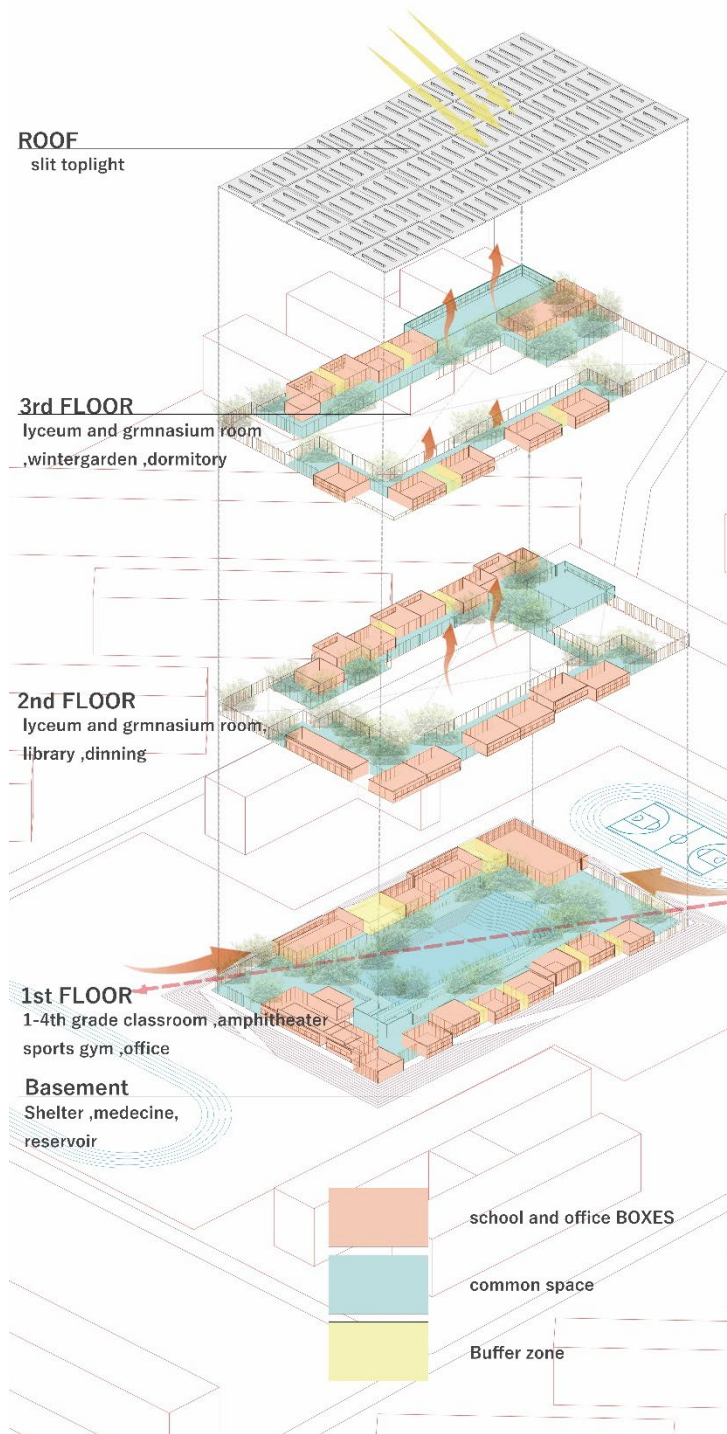 ROOF
slit toplight
3rd FLOOR
lyceum and grmnasium room
,wintergarden ,dormitory
2nd FLOOR
lyceum and grmnasium room,
library ,dinning
1st FLOOR
1-4th grade classroom ,amphitheater
sports gym ,office
Basement
Shelter ,medecine,
reservoir
school and office BOXES
common space
Buffer zone